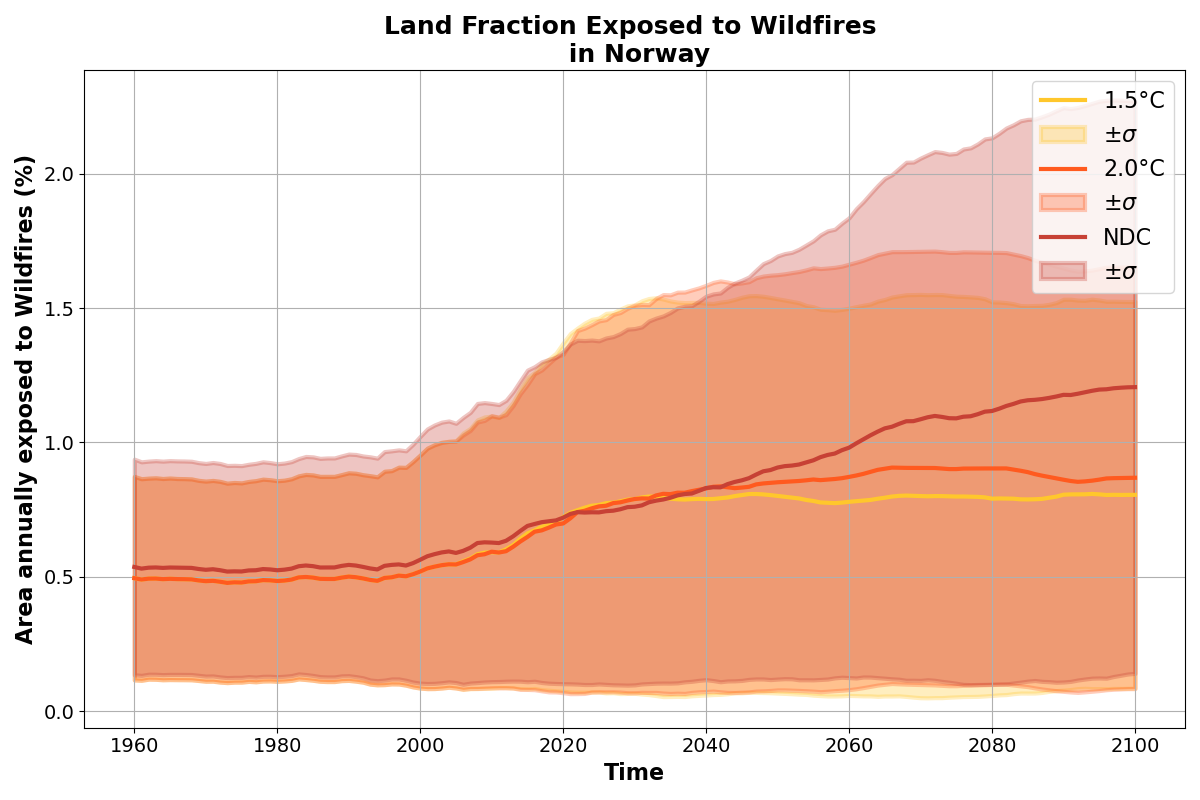 Land Fraction Exposed to Wildfires
in Norway
Area annually exposed to Wildfires (%)
2.0
1.5
1.0
0.5
0.0
1.5°C
±σ
2.0°C
±σ
NDC
±σ
1960
1980
2000
2020
2040
2060
2080
2100
Time